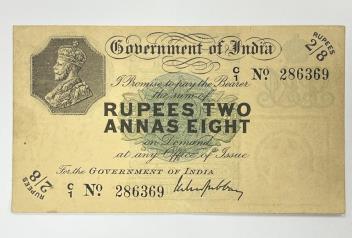 Government of India
RUPEES 2/8
C/1 No 286369
I Promise to pay the Bearer
the sum of
RUPEES TWO
ANNAS EIGHT
on Demand
at any Office of Issue
For the GOVERNMENT OF INDIA
RUPEES 2/8
C/1 No 286369